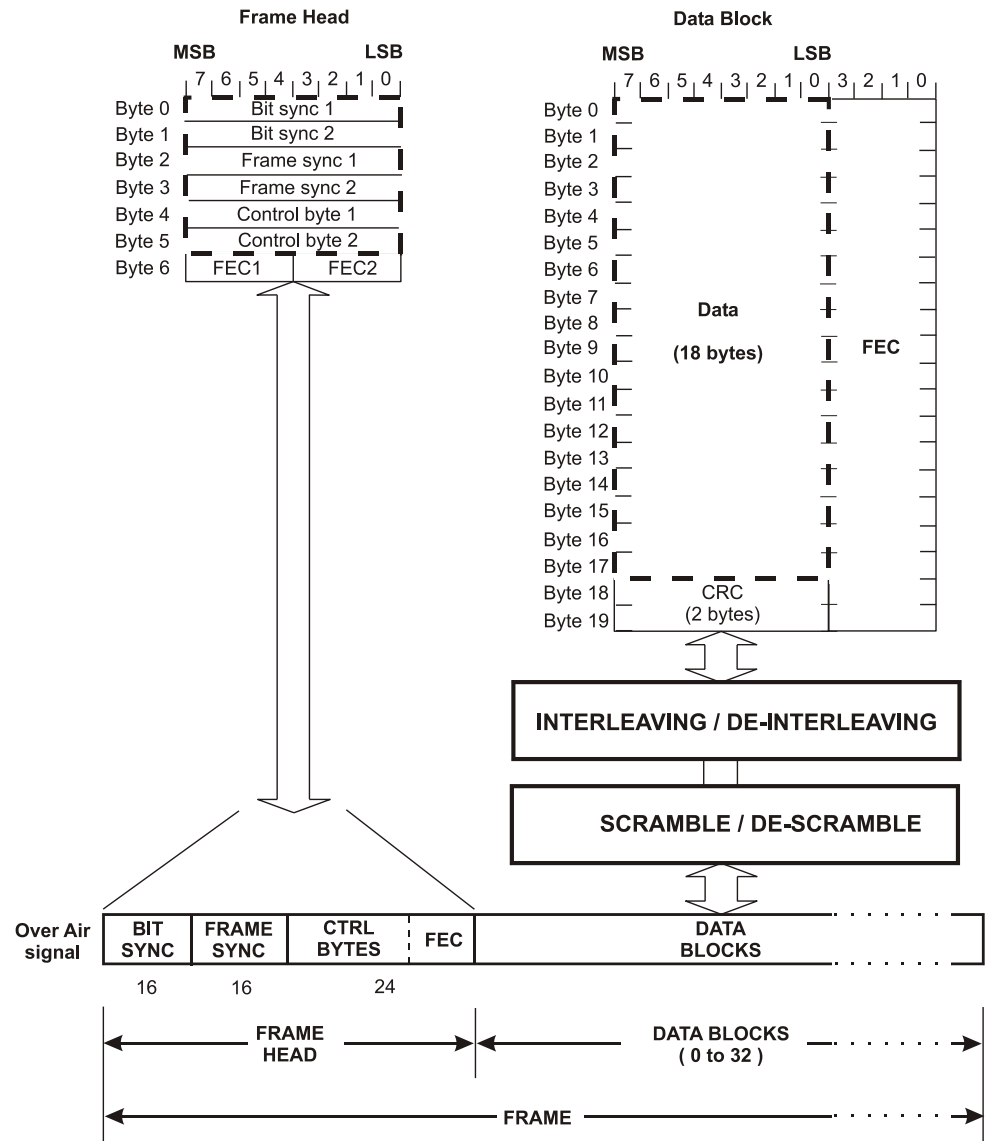 Frame Head
MSB LSB
7 6 5 4 3 2 1 0
Byte 0 Bit sync 1
Byte 1 Bit sync 2
Byte 2 Frame sync 1
Byte 3 Frame sync 2
Byte 4 Control byte 1
Byte 5 Control byte 2
Byte 6 FEC1 FEC2
Data Block
MSB LSB
7 6 5 4 3 2 1 0 3 2 1 0
Byte 0
Byte 1
Byte 2
Byte 3
Byte 4
Byte 5
Byte 6
Byte 7
Byte 8
Byte 9
Byte 10
Byte 11
Byte 12
Byte 13
Byte 14
Byte 15
Byte 16
Byte 17
Byte 18
Byte 19
Data
(18 bytes)
FEC
CRC
(2 bytes)
INTERLEAVING / DE-INTERLEAVING
SCRAMBLE / DE-SCRAMBLE
Over Air
signal
BIT
SYNC
FRAME
SYNC
CTRL
BYTES
FEC
DATA
BLOCKS
16 16 24
FRAME
HEAD
DATA BLOCKS
( 0 to 32 )
FRAME